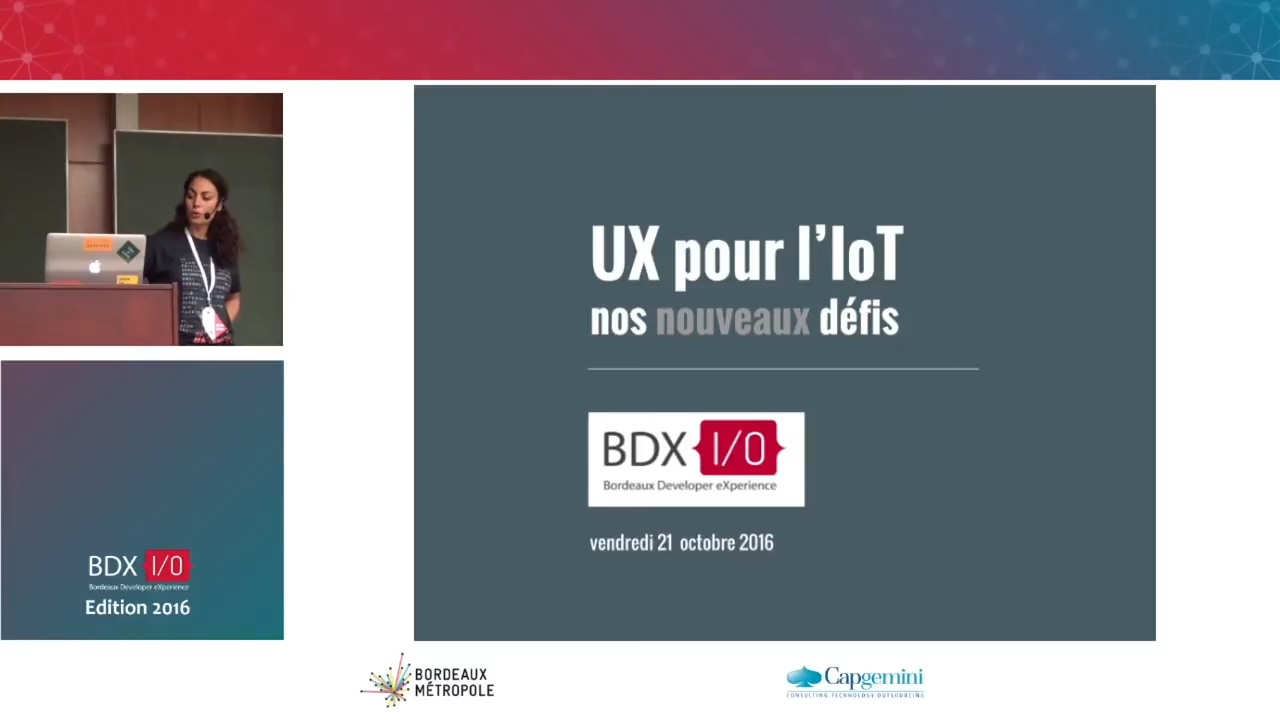 UX pour l'IoT
nos nouveaux défis
BDX I/O
Bordeaux Developer eXperience
vendredi 21 octobre 2016
BDX I/O
Bordeaux Developer eXperience
Edition 2016
BORDEAUX
MÉTROPOLE
Capgemini
CONSULTING.TECHNOLOGY.OUTSOURCING